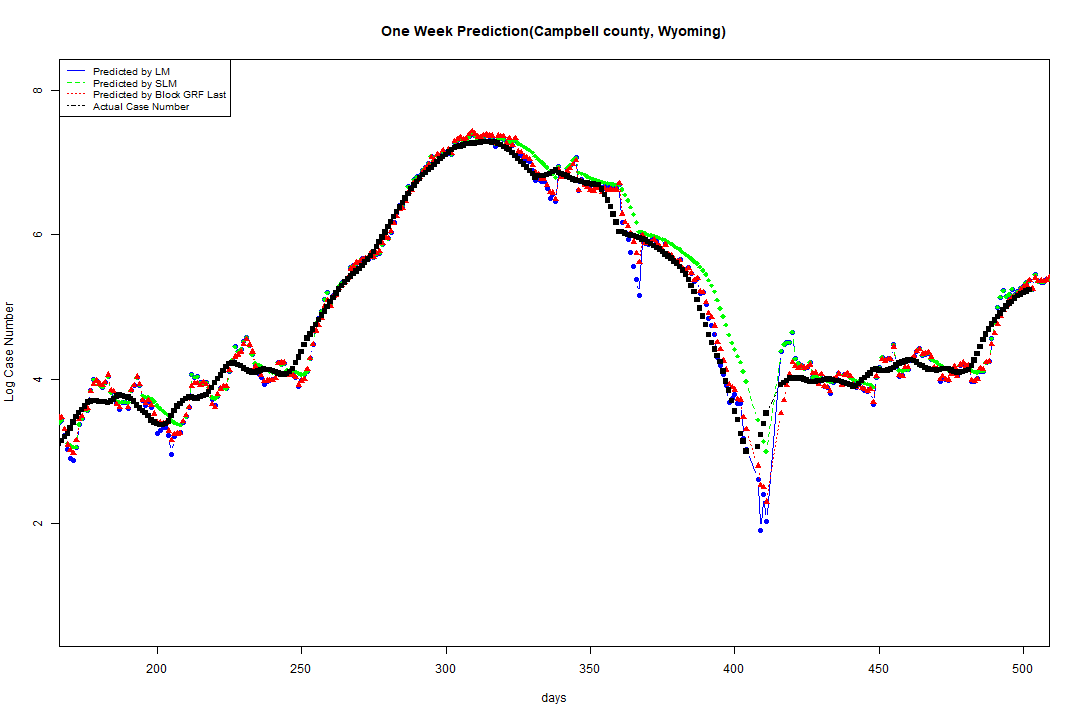 One Week Prediction(Campbell county, Wyoming)
Predicted by LM
Predicted by SLM
Predicted by Block GRF Last
Actual Case Number
8
6
4
2
Log Case Number
200 250 300 350 400 450 500
days